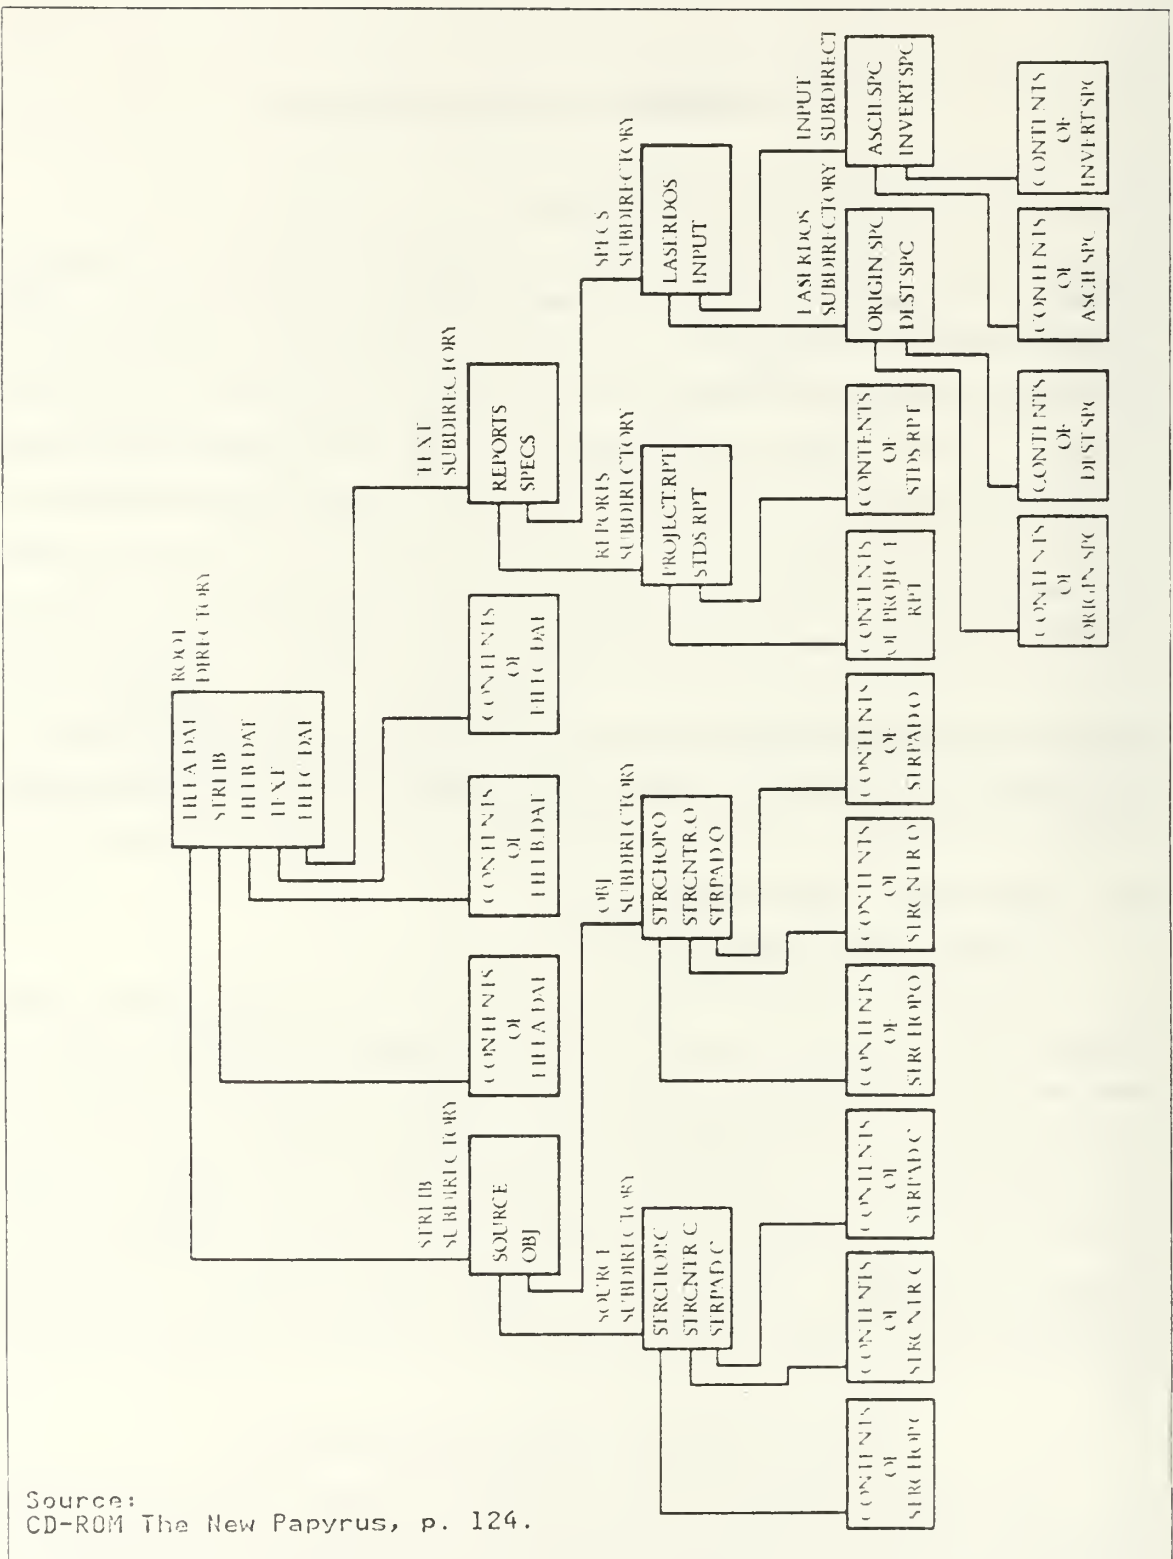 ROOT
DIRECTORY
FILEA.DAT
STRLIB
FILEB.DAT
TEXT
FILEC.DAT
STRLIB
SUBDIRECTORY
SOURCE
OBJ
CONTENTS
OF
FILEA.DAT
CONTENTS
OF
FILEB.DAT
CONTENTS
OF
FILEC.DAT
TEXT
SUBDIRECTORY
REPORTS
SPECS
SOURCE
SUBDIRECTORY
STRCHOP.C
STRCNTR.C
STRPAD.C
OBJ
SUBDIRECTORY
STRCHOP.O
STRCNTR.O
STRPAD.O
REPORTS
SUBDIRECTORY
PROJECT.RPT
STDS.RPT
SPECS
SUBDIRECTORY
LASERDOS
INPUT
CONTENTS
OF
STRCHOP.C
CONTENTS
OF
STRCNTR.C
CONTENTS
OF
STRPAD.C
CONTENTS
OF
STRCHOP.O
CONTENTS
OF
STRCNTR.O
CONTENTS
OF
STRPAD.O
CONTENTS
OF PROJECT
RPT
CONTENTS
OF
STDS.RPT
LASERDOS
SUBDIRECTORY
ORIGIN.SPC
DEST.SPC
INPUT
SUBDIRECT
ASCII.SPC
INVERT.SPC
CONTENTS
OF
ORIGIN.SPC
CONTENTS
OF
DEST.SPC
CONTENTS
OF
ASCII.SPC
CONTENTS
OF
INVERT.SPC
Source:
CD-ROM The New Papyrus, p. 124.